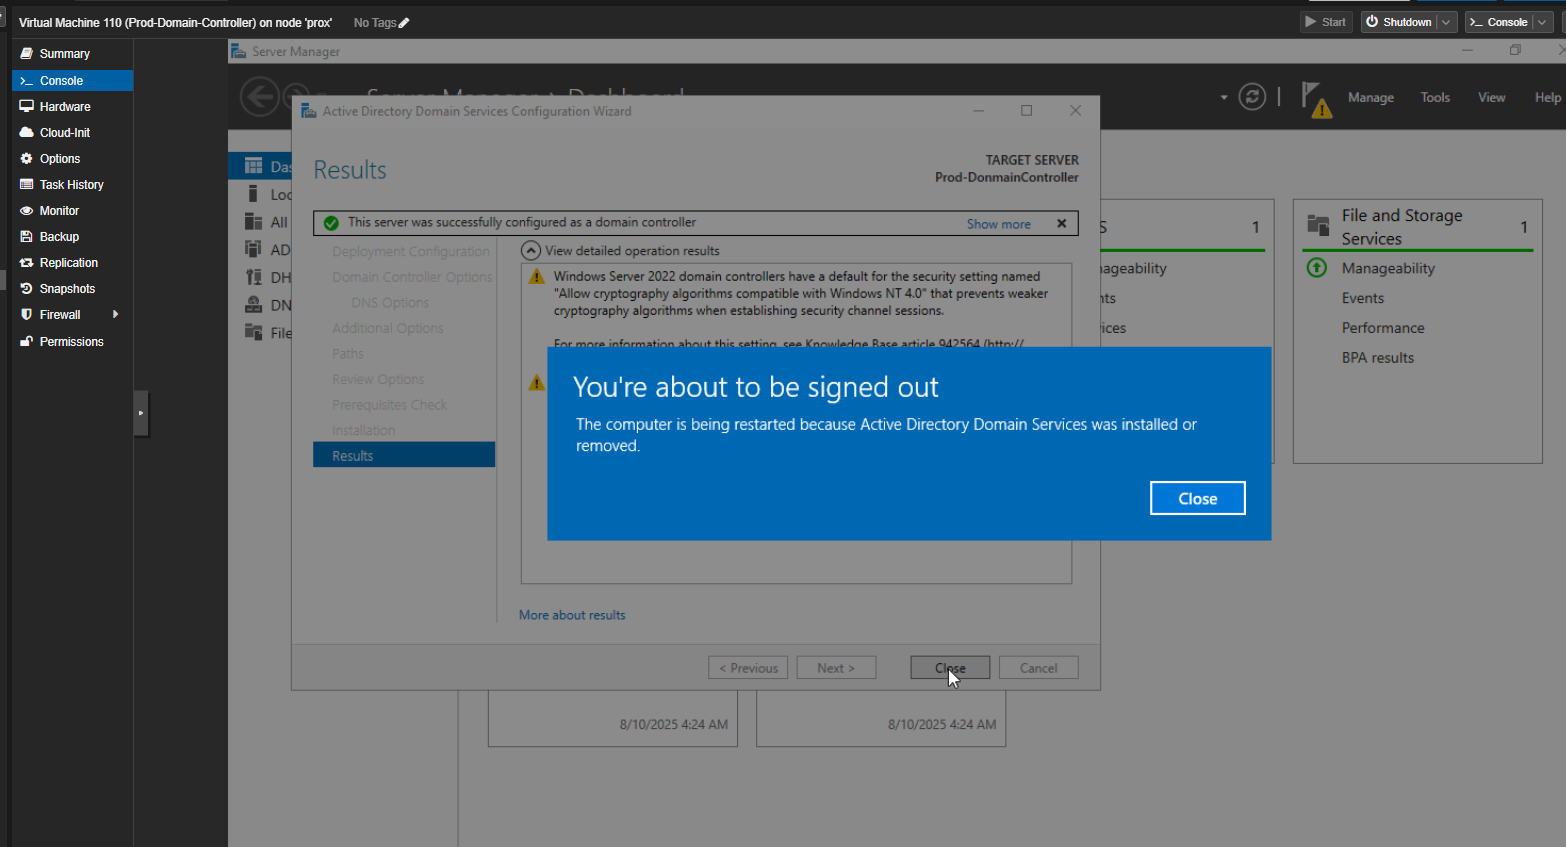 Virtual Machine 110 (Prod-Domain-Controller) on node 'prox'
No Tags
Start
Shutdown
Console
Summary
Console
Hardware
Cloud-Init
Options
Task History
Monitor
Backup
Replication
Snapshots
Firewall
Permissions
Server Manager
Server Manager
Dashboard
Manage
Tools
View
Help
Active Directory Domain Services Configuration Wizard
Results
TARGET SERVER
Prod-DonmainController
This server was successfully configured as a domain controller
Show more
Das
Loc
All
AD
DH
DN
File
Deployment Configuration
Domain Controller Options
DNS Options
Additional Options
Paths
Review Options
Prerequisites Check
Installation
Results
View detailed operation results
Windows Server 2022 domain controllers have a default for the security setting named
"Allow cryptography algorithms compatible with Windows NT 4.0" that prevents weaker
cryptography algorithms when establishing security channel sessions.
For more information about this setting, see Knowledge Base article 942564 (http://
You're about to be signed out
The computer is being restarted because Active Directory Domain Services was installed or
removed.
Close
More about results
< Previous
Next >
Close
Cancel
S
1
ageability
nts
ices
File and Storage
Services
1
Manageability
Events
Performance
BPA results
8/10/2025 4:24 AM
8/10/2025 4:24 AM